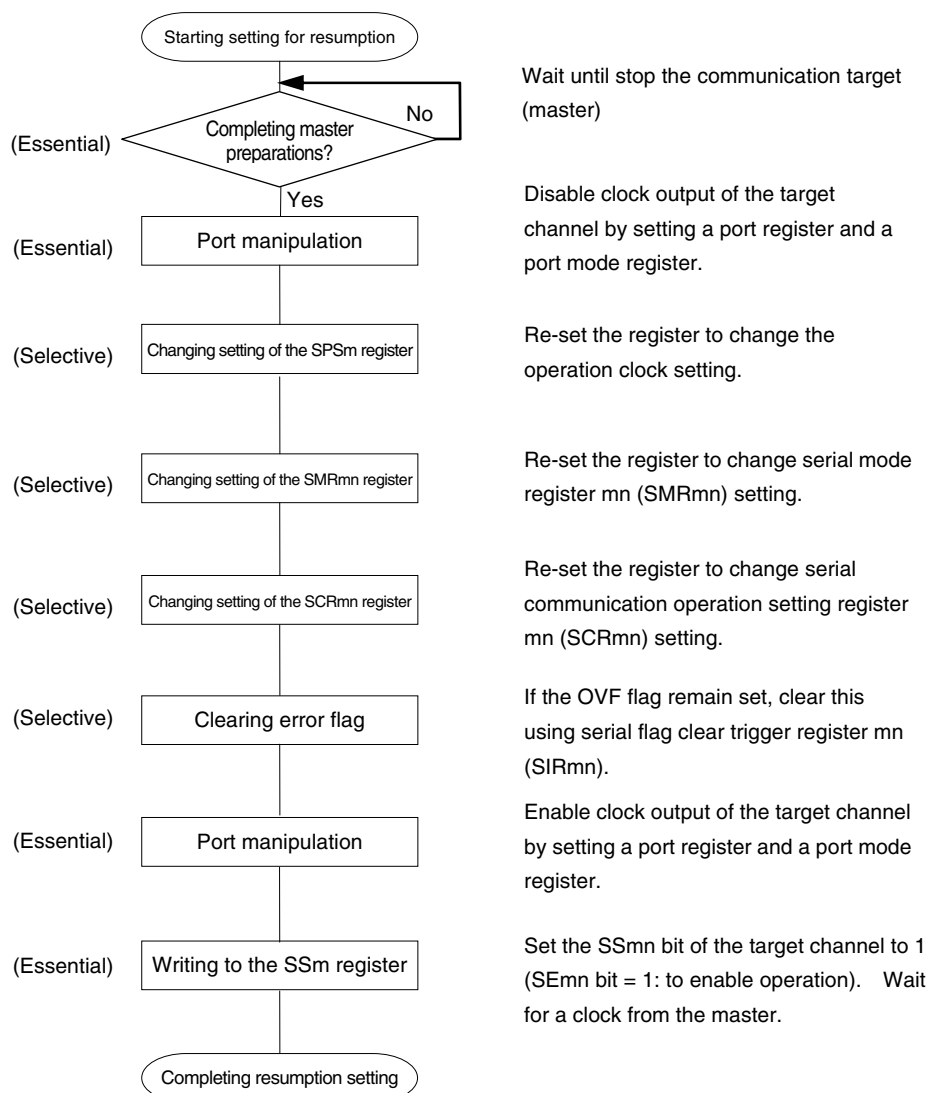 Starting setting for resumption
Wait until stop the communication target
(master)
No
(Essential)
Completing master
preparations?
Yes
Disable clock output of the target
channel by setting a port register and a
port mode register.
(Essential)
Port manipulation
(Selective)
Changing setting of the SPSm register
Re-set the register to change the
operation clock setting.
(Selective)
Changing setting of the SMRmn register
Re-set the register to change serial mode
register mn (SMRmn) setting.
(Selective)
Changing setting of the SCRmn register
Re-set the register to change serial
communication operation setting register
mn (SCRmn) setting.
(Selective)
Clearing error flag
If the OVF flag remain set, clear this
using serial flag clear trigger register mn
(SIRmn).
(Essential)
Port manipulation
Enable clock output of the target channel
by setting a port register and a port mode
register.
(Essential)
Writing to the SSm register
Set the SSmn bit of the target channel to 1
(SEmn bit = 1: to enable operation). Wait
for a clock from the master.
Completing resumption setting